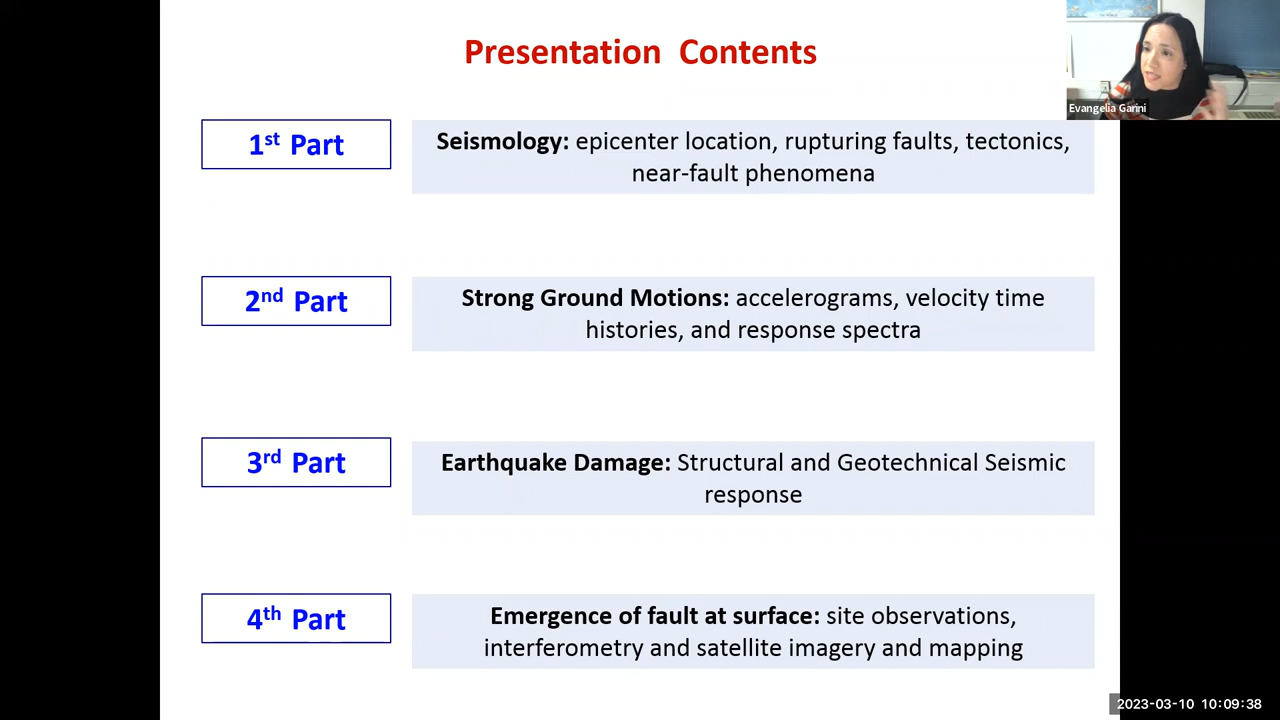 Presentation Contents
Evangelia Garini
1st Part
Seismology: epicenter location, rupturing faults, tectonics,
near-fault phenomena
2nd Part
Strong Ground Motions: accelerograms, velocity time
histories, and response spectra
3rd Part
Earthquake Damage: Structural and Geotechnical Seismic
response
4th Part
Emergence of fault at surface: site observations,
interferometry and satellite imagery and mapping
2023-03-10 10:09:38